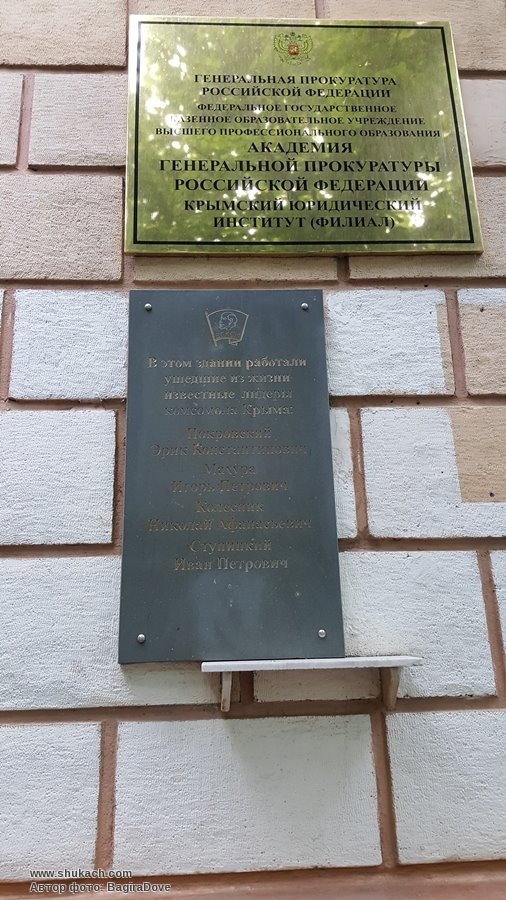 ГЕНЕРАЛЬНАЯ ПРОКУРАТУРА
РОССИЙСКОЙ ФЕДЕРАЦИИ
ФЕДЕРАЛЬНОЕ ГОСУДАРСТВЕННОЕ
КАЗЕННОЕ ОБРАЗОВАТЕЛЬНОЕ УЧРЕЖДЕНИЕ
ВЫСШЕГО ПРОФЕССИОНАЛЬНОГО ОБРАЗОВАНИЯ
АКАДЕМИЯ
ГЕНЕРАЛЬНОЙ ПРОКУРАТУРЫ
РОССИЙСКОЙ ФЕДЕРАЦИИ
КРЫМСКИЙ ЮРИДИЧЕСКИЙ
ИНСТИТУТ (ФИЛИАЛ)
В этом здании работали
ушедшие из жизни
известные лидеры
комсомола Крыма:
Покровский
Эрик Константинович,
Махура
Игорь Петрович
Колесник
Николай Афанасьевич
Ступицкий
Иван Петрович
www.shukach.com
Автор фото: BagiraDove